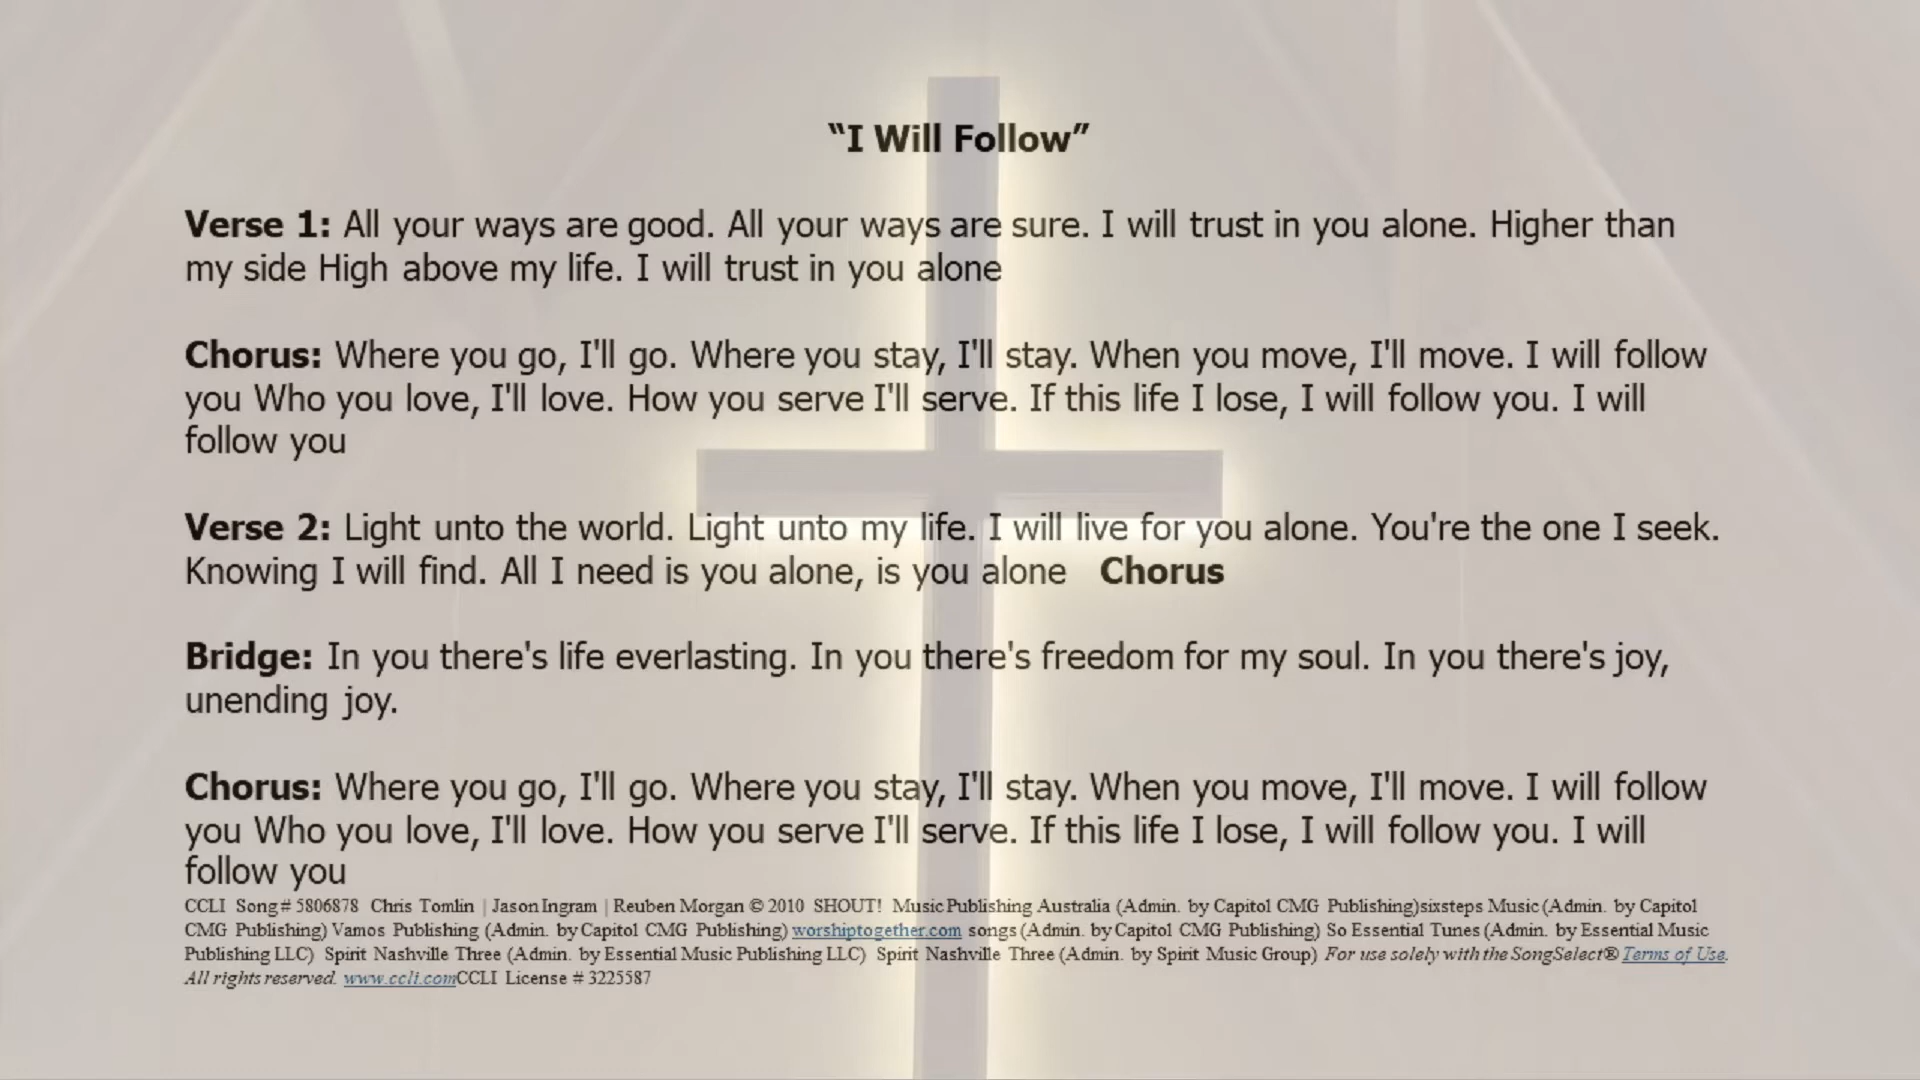 “I Will Follow”
Verse 1: All your ways are good. All your ways are sure. I will trust in you alone. Higher than
my side High above my life. I will trust in you alone
Chorus: Where you go, I'll go. Where you stay, I'll stay. When you move, I'll move. I will follow
you Who you love, I'll love. How you serve I'll serve. If this life I lose, I will follow you. I will
follow you
Verse 2: Light unto the world. Light unto my life. I will live for you alone. You're the one I seek.
Knowing I will find. All I need is you alone, is you alone Chorus
Bridge: In you there's life everlasting. In you there's freedom for my soul. In you there's joy,
unending joy.
Chorus: Where you go, I'll go. Where you stay, I'll stay. When you move, I'll move. I will follow
you Who you love, I'll love. How you serve I'll serve. If this life I lose, I will follow you. I will
follow you
CCLI Song # 5806878 Chris Tomlin | Jason Ingram | Reuben Morgan © 2010 SHOUT! Music Publishing Australia (Admin. by Capitol CMG Publishing)sixsteps Music (Admin. by Capitol
CMG Publishing) Vamos Publishing (Admin. by Capitol CMG Publishing) worshiptogether.com songs (Admin. by Capitol CMG Publishing) So Essential Tunes (Admin. by Essential Music
Publishing LLC) Spirit Nashville Three (Admin. by Essential Music Publishing LLC) Spirit Nashville Three (Admin. by Spirit Music Group) For use solely with the SongSelect® Terms of Use.
All rights reserved. www.ccli.comCCLI License # 3225587